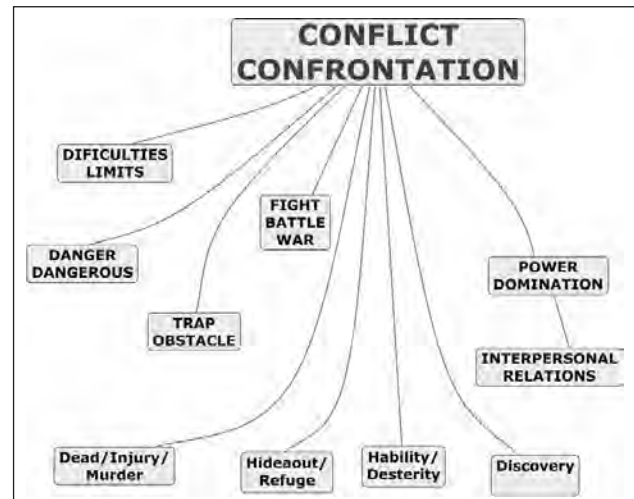 CONFLICT
CONFRONTATION
DIFICULTIES
LIMITS
FIGHT
BATTLE
WAR
DANGER
DANGEROUS
POWER
DOMINATION
TRAP
OBSTACLE
INTERPERSONAL
RELATIONS
Dead/Injury/
Murder
Hideaout/
Refuge
Hability/
Desterity
Discovery